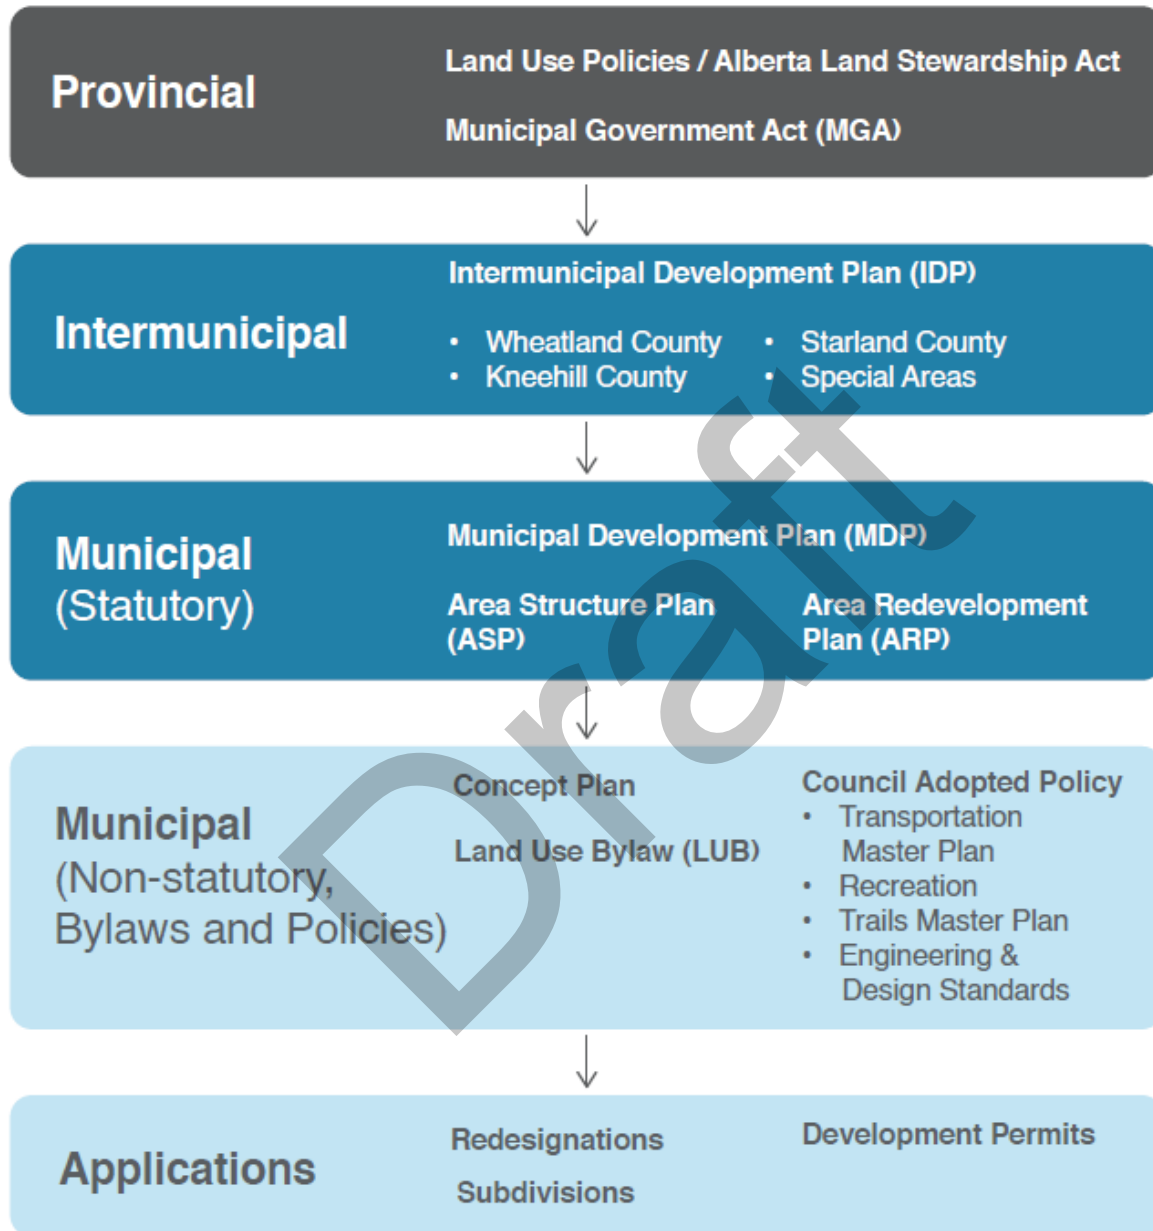 Provincial
Land Use Policies / Alberta Land Stewardship Act
Municipal Government Act (MGA)
Intermunicipal
Intermunicipal Development Plan (IDP)
• Wheatland County
• Kneehill County
• Starland County
• Special Areas
Municipal
(Statutory)
Municipal Development Plan (MDP)
Area Structure Plan
(ASP)
Area Redevelopment
Plan (ARP)
Municipal
(Non-statutory,
Bylaws and Policies)
Concept Plan
Land Use Bylaw (LUB)
Council Adopted Policy
• Transportation
Master Plan
• Recreation
• Trails Master Plan
• Engineering &
Design Standards
Applications
Redesignations
Subdivisions
Development Permits
Draft